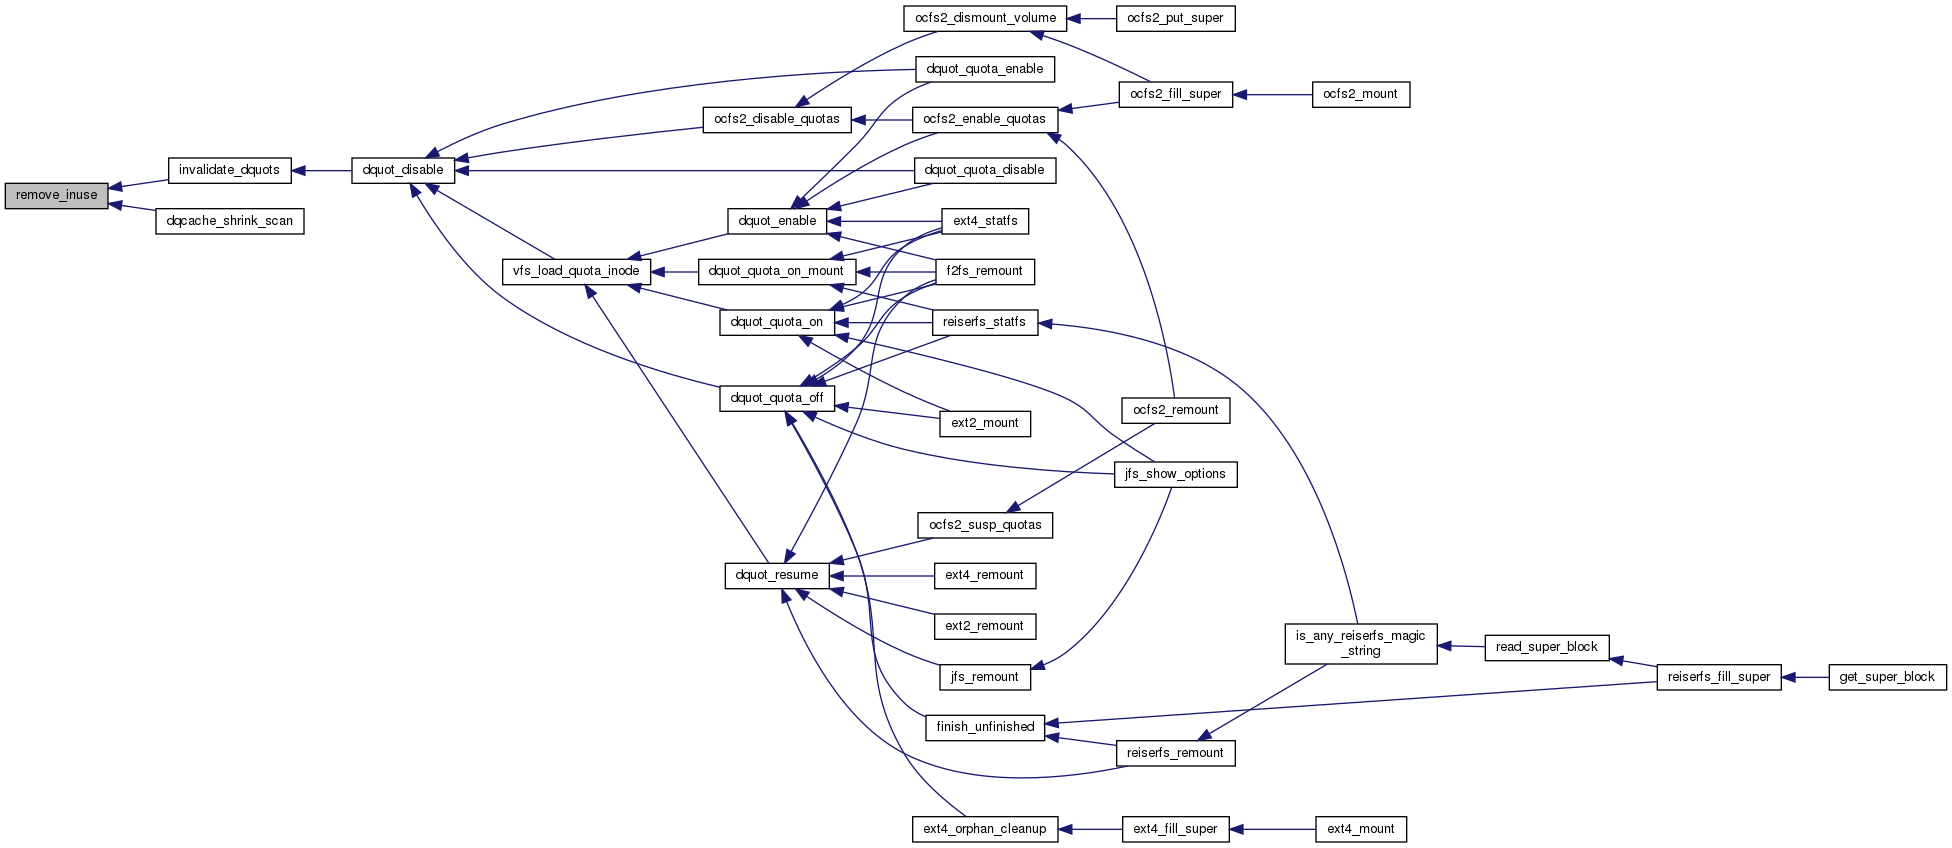 remove_inuse
invalidate_dquots
dqcache_shrink_scan
dquot_disable
vfs_load_quota_inode
ocfs2_disable_quotas
dquot_enable
dquot_quota_on_mount
dquot_quota_on
dquot_quota_off
dquot_resume
ocfs2_dismount_volume
dquot_quota_enable
ocfs2_enable_quotas
dquot_quota_disable
ext4_statfs
f2fs_remount
reiserfs_statfs
ext2_mount
ocfs2_susp_quotas
ext4_remount
ext2_remount
jfs_remount
finish_unfinished
ext4_orphan_cleanup
ocfs2_put_super
ocfs2_fill_super
ocfs2_remount
jfs_show_options
reiserfs_remount
ext4_fill_super
ocfs2_mount
is_any_reiserfs_magic
_string
ext4_mount
read_super_block
reiserfs_fill_super
get_super_block